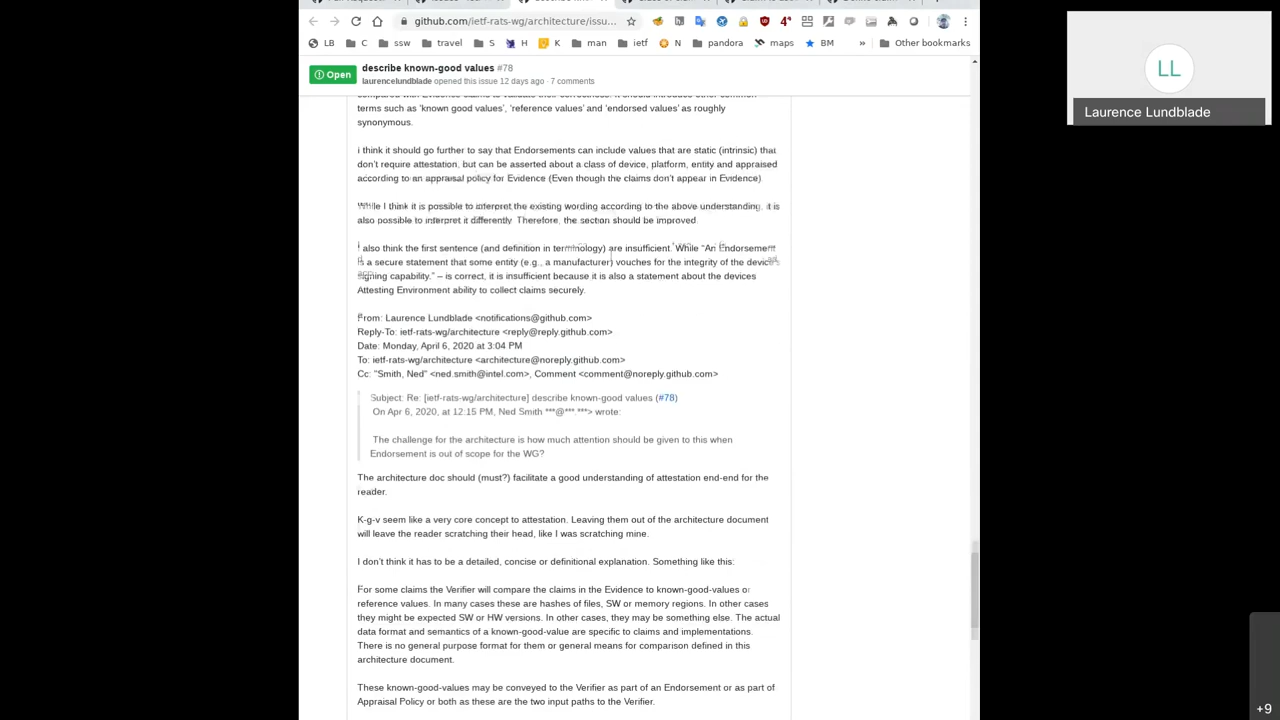 github.com/ietf-rats-wg/architecture/issu...
LB
C
ssw
travel
S
H
K
man
ietf
N
pandora
maps
BM
»
Other bookmarks
Open
describe known-good values #78
laurencelundblade opened this issue 12 days ago · 7 comments
terms such as 'known good values', 'reference values' and 'endorsed values' as roughly
synonymous.
I think it should go further to say that Endorsements can include values that are static (intrinsic) that
don't require attestation, but can be asserted about a class of device, platform, entity and appraised
according to an appraisal policy for Evidence (Even though the claims don't appear in Evidence).
While I think it is possible to interpret the existing wording according to the above understanding, it is
also possible to interpret it differently. Therefore, the section should be improved.
I also think the first sentence (and definition in terminology) are insufficient. While “An Endorsement
is a secure statement that some entity (e.g., a manufacturer) vouches for the integrity of the device's
signing capability.” – is correct, it is insufficient because it is also a statement about the devices
Attesting Environment ability to collect claims securely.
From: Laurence Lundblade <notifications@github.com>
Reply-To: ietf-rats-wg/architecture <reply@reply.github.com>
Date: Monday, April 6, 2020 at 3:04 PM
To: ietf-rats-wg/architecture <architecture@noreply.github.com>
Cc: "Smith, Ned" <ned.smith@intel.com>, Comment <comment@noreply.github.com>
Subject: Re: [ietf-rats-wg/architecture] describe known-good values (#78)
On Apr 6, 2020, at 12:15 PM, Ned Smith ***@*** ***> wrote:
The challenge for the architecture is how much attention should be given to this when
Endorsement is out of scope for the WG?
The architecture doc should (must?) facilitate a good understanding of attestation end-end for the
reader.
K-g-v seem like a very core concept to attestation. Leaving them out of the architecture document
will leave the reader scratching their head, like I was scratching mine.
I don't think it has to be a detailed, concise or definitional explanation. Something like this:
For some claims the Verifier will compare the claims in the Evidence to known-good-values or
reference values. In many cases these are hashes of files, SW or memory regions. In other cases
they might be expected SW or HW versions. In other cases, they may be something else. The actual
data format and semantics of a known-good-value are specific to claims and implementations.
There is no general purpose format for them or general means for comparison defined in this
architecture document.
These known-good-values may be conveyed to the Verifier as part of an Endorsement or as part of
Appraisal Policy or both as these are the two input paths to the Verifier.
LL
Laurence Lundblade
+9